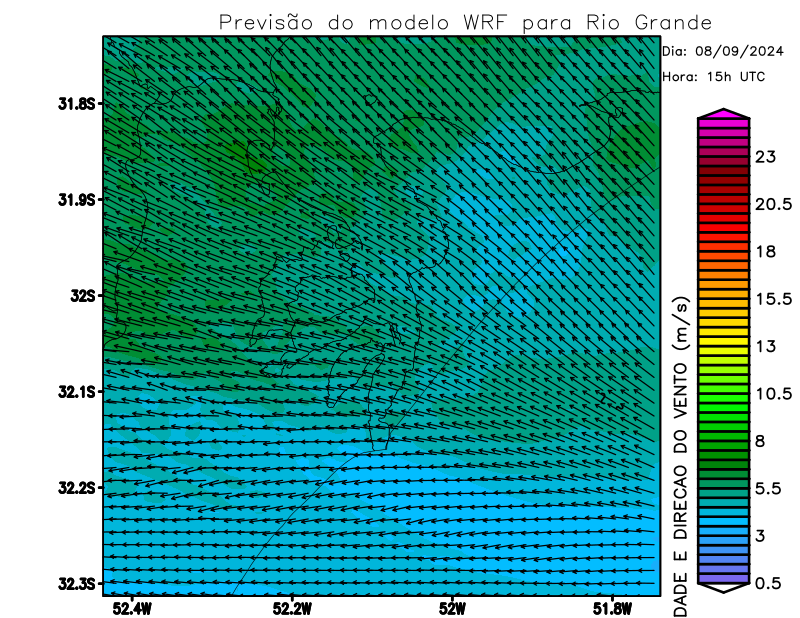 Previsão do modelo WRF para Rio Grande
Dia: 08/09/2024
Hora: 15h UTC
31.8S
31.9S
32S
32.1S
32.2S
32.3S
52.4W
52.2W
52W
51.8W
DADE E DIRECAO DO VENTO (m/s)
23
20.5
18
15.5
13
10.5
8
5.5
3
0.5